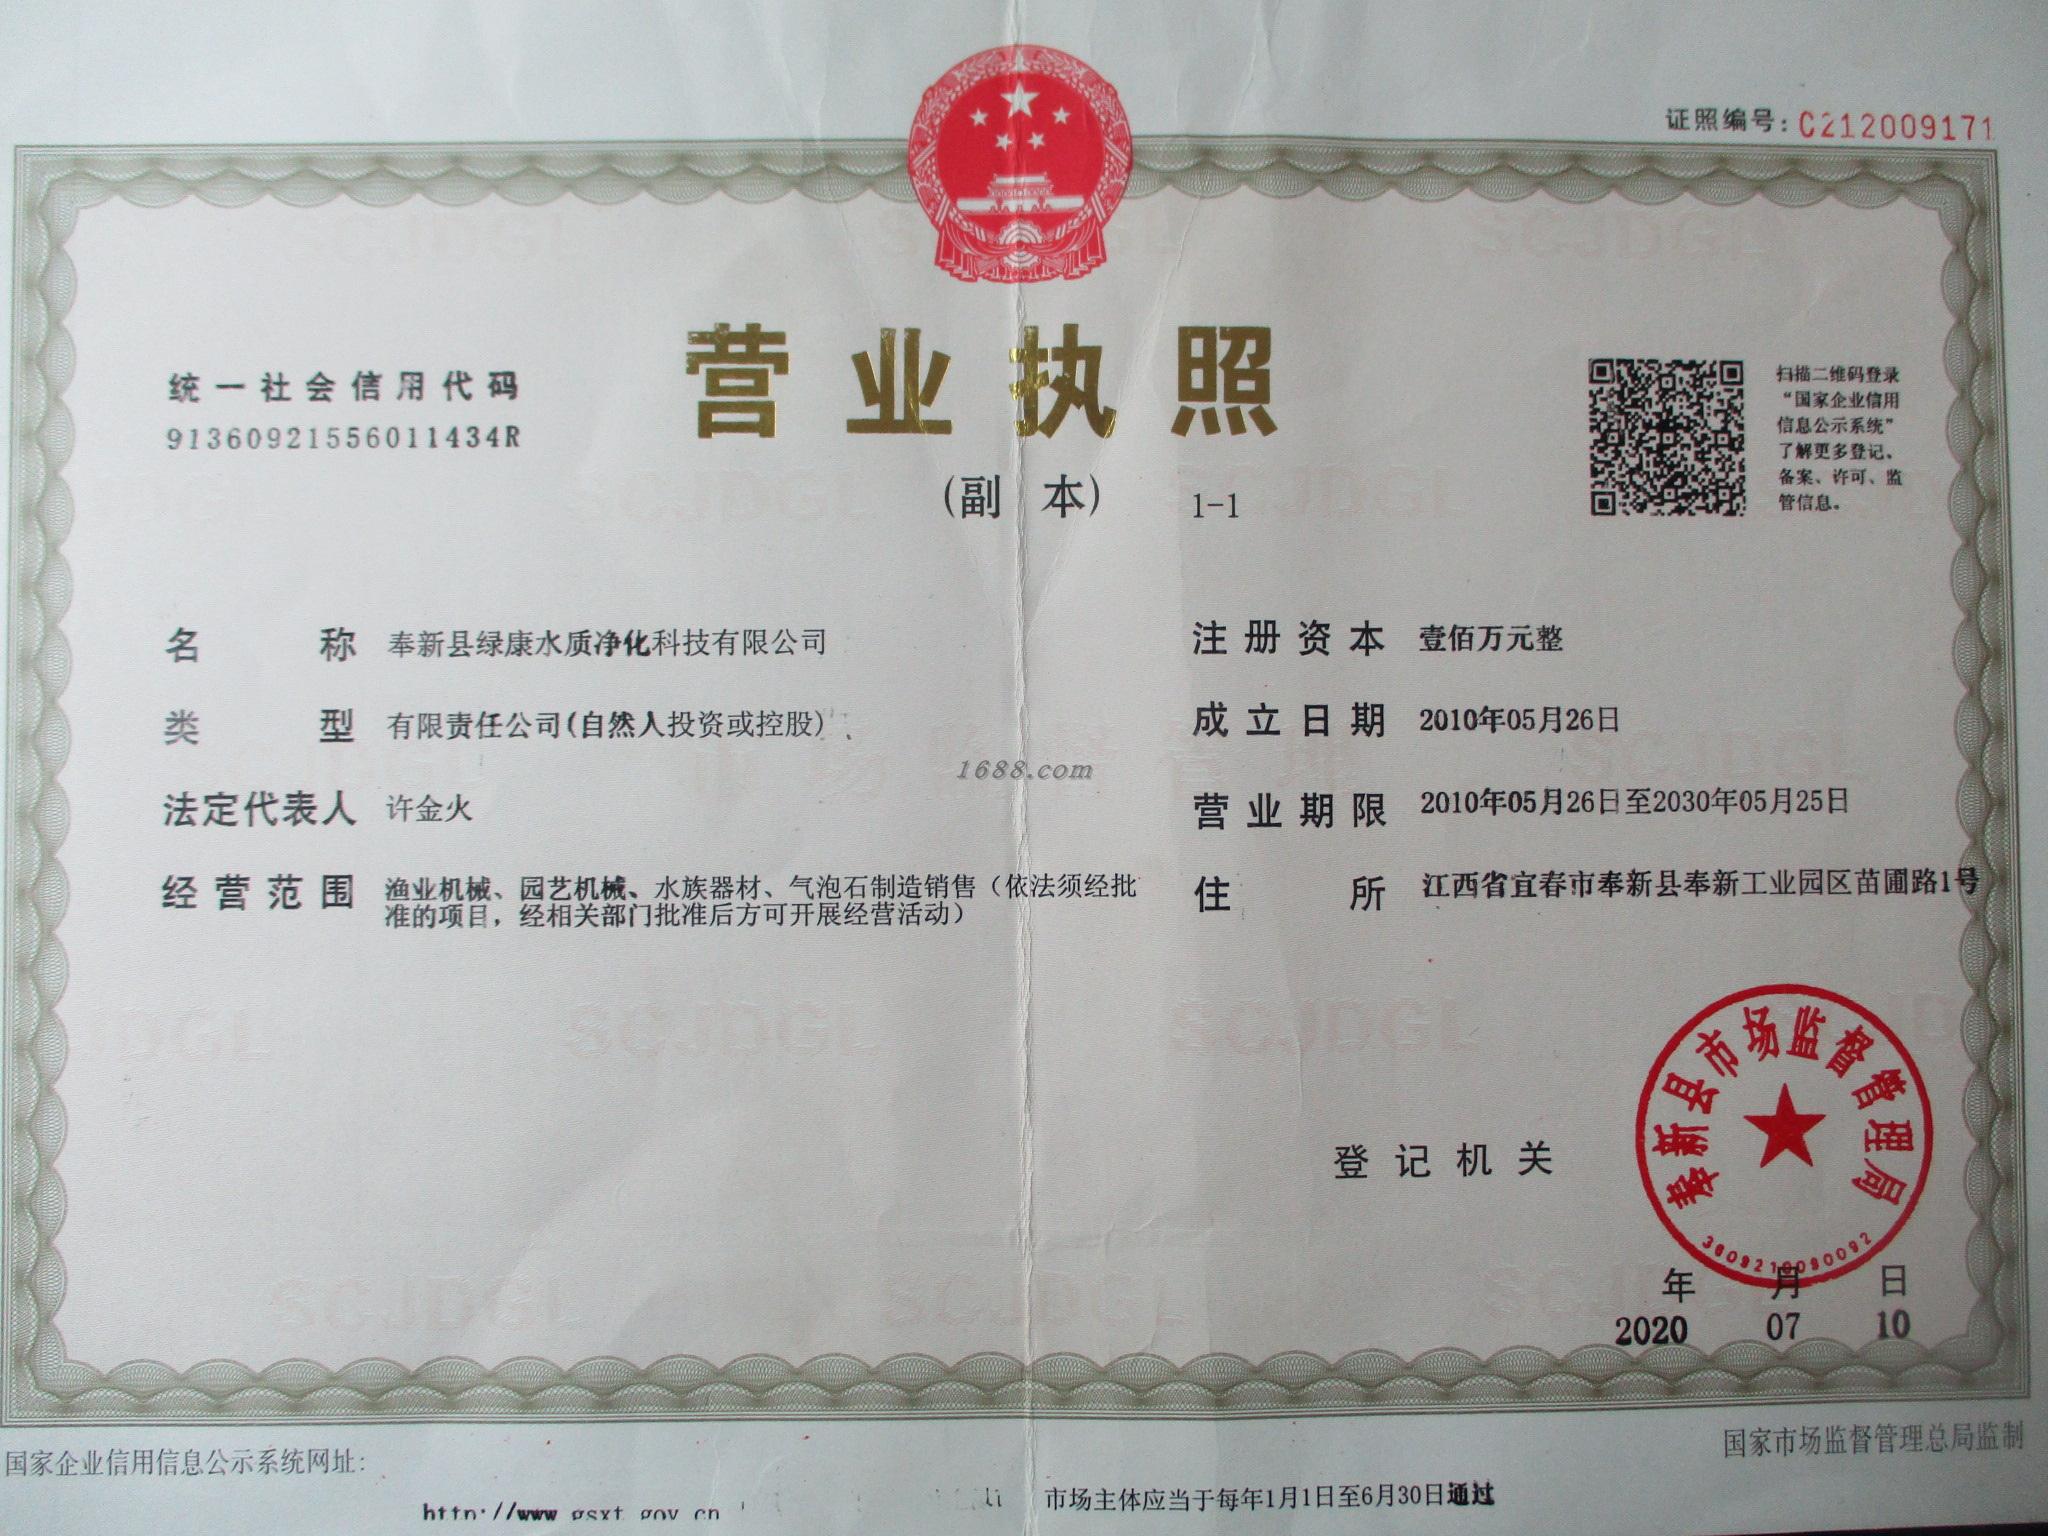 证照编号：C212009171
统一社会信用代码
91360921556011434R
营业执照
(副 本) 1-1
扫描二维码登录
“国家企业信用
信息公示系统”
了解更多登记、
备案、许可、监
管信息。
名称 奉新县绿康水质净化科技有限公司
类型 有限责任公司(自然人投资或控股)
法定代表人 许金火
经营范围 渔业机械、园艺机械、水族器材、气泡石制造销售（依法须经批
准的项目，经相关部门批准后方可开展经营活动）
注册资本 壹佰万元整
成立日期 2010年05月26日
营业期限 2010年05月26日至2030年05月25日
住所 江西省宜春市奉新县奉新工业园区苗圃路1号
1688.com
登记机关
奉新县市场监督管理局
3609210090092
年 月 日
2020 07 10
国家企业信用信息公示系统网址：
http://www.gsxt.gov.cn
市场主体应当于每年1月1日至6月30日通过
国家市场监督管理总局监制